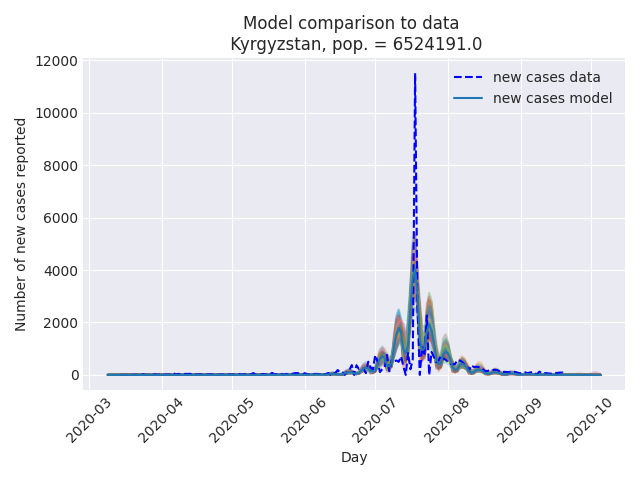 Model comparison to data
Kyrgyzstan, pop. = 6524191.0
12000
10000
8000
6000
4000
2000
0
Number of new cases reported
new cases data
new cases model
2020-03
2020-04
2020-05
2020-06
2020-07
2020-08
2020-09
2020-10
Day